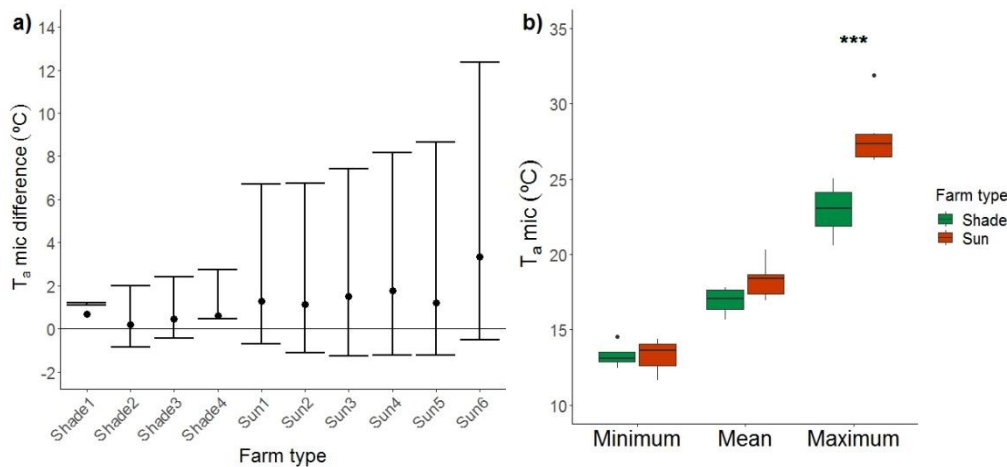 a)
Tₐ mic difference (ºC)
14
12
10
8
6
4
2
0
-2
Shade1
Shade2
Shade3
Shade4
Sun1
Sun2
Sun3
Sun4
Sun5
Sun6
Farm type
b)
Tₐ mic (ºC)
35
30
25
20
15
10
***
Minimum Mean Maximum
Farm type
Shade
Sun